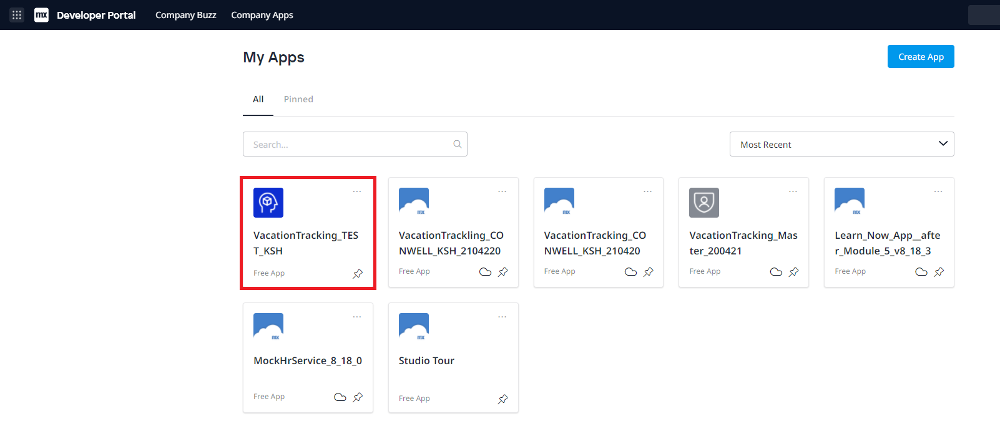 mx Developer Portal Company Buzz Company Apps
My Apps
Create App
All Pinned
Search...
Most Recent
...
VacationTracking_TES
T_KSH
Free App
...
mx
VacationTrackling_CO
NWELL_KSH_2104220
Free App
...
mx
VacationTracking_CO
NWELL_KSH_210420
Free App
...
VacationTracking_Mas
ter_200421
Free App
...
mx
Learn_Now_App__afte
r_Module_5_v8_18_3
Free App
...
mx
MockHrService_8_18_0
Free App
...
mx
Studio Tour
Free App